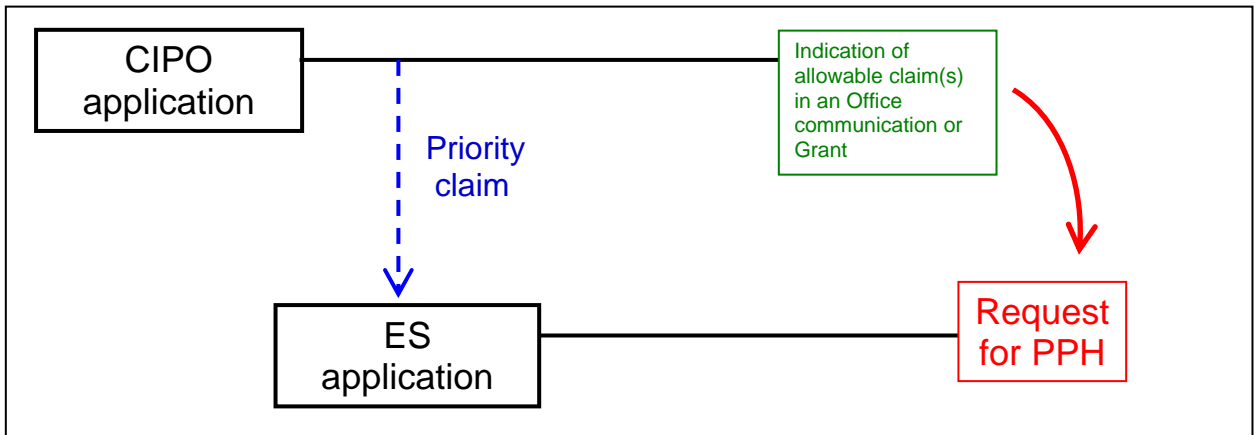 CIPO
application
Indication of
allowable claim(s)
in an Office
communication or
Grant
Priority
claim
ES
application
Request
for PPH